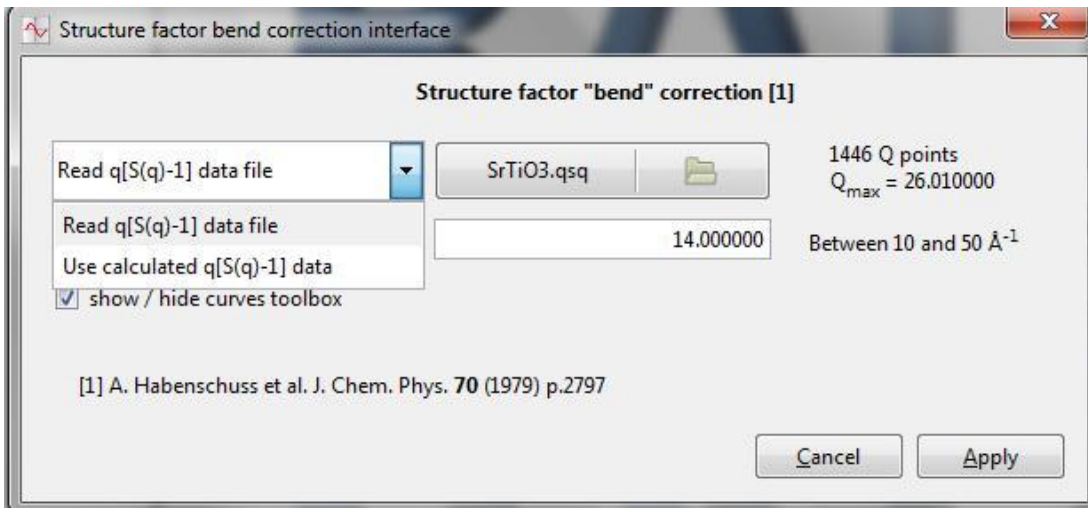 Structure factor bend correction interface
Structure factor "bend" correction [1]
Read q[S(q)-1] data file
SrTiO3.qsq
1446 Q points
Qmax = 26.010000
Read q[S(q)-1] data file
Use calculated q[S(q)-1] data
14.000000
Between 10 and 50 Å-1
show / hide curves toolbox
[1] A. Habenschuss et al. J. Chem. Phys. 70 (1979) p.2797
Cancel
Apply